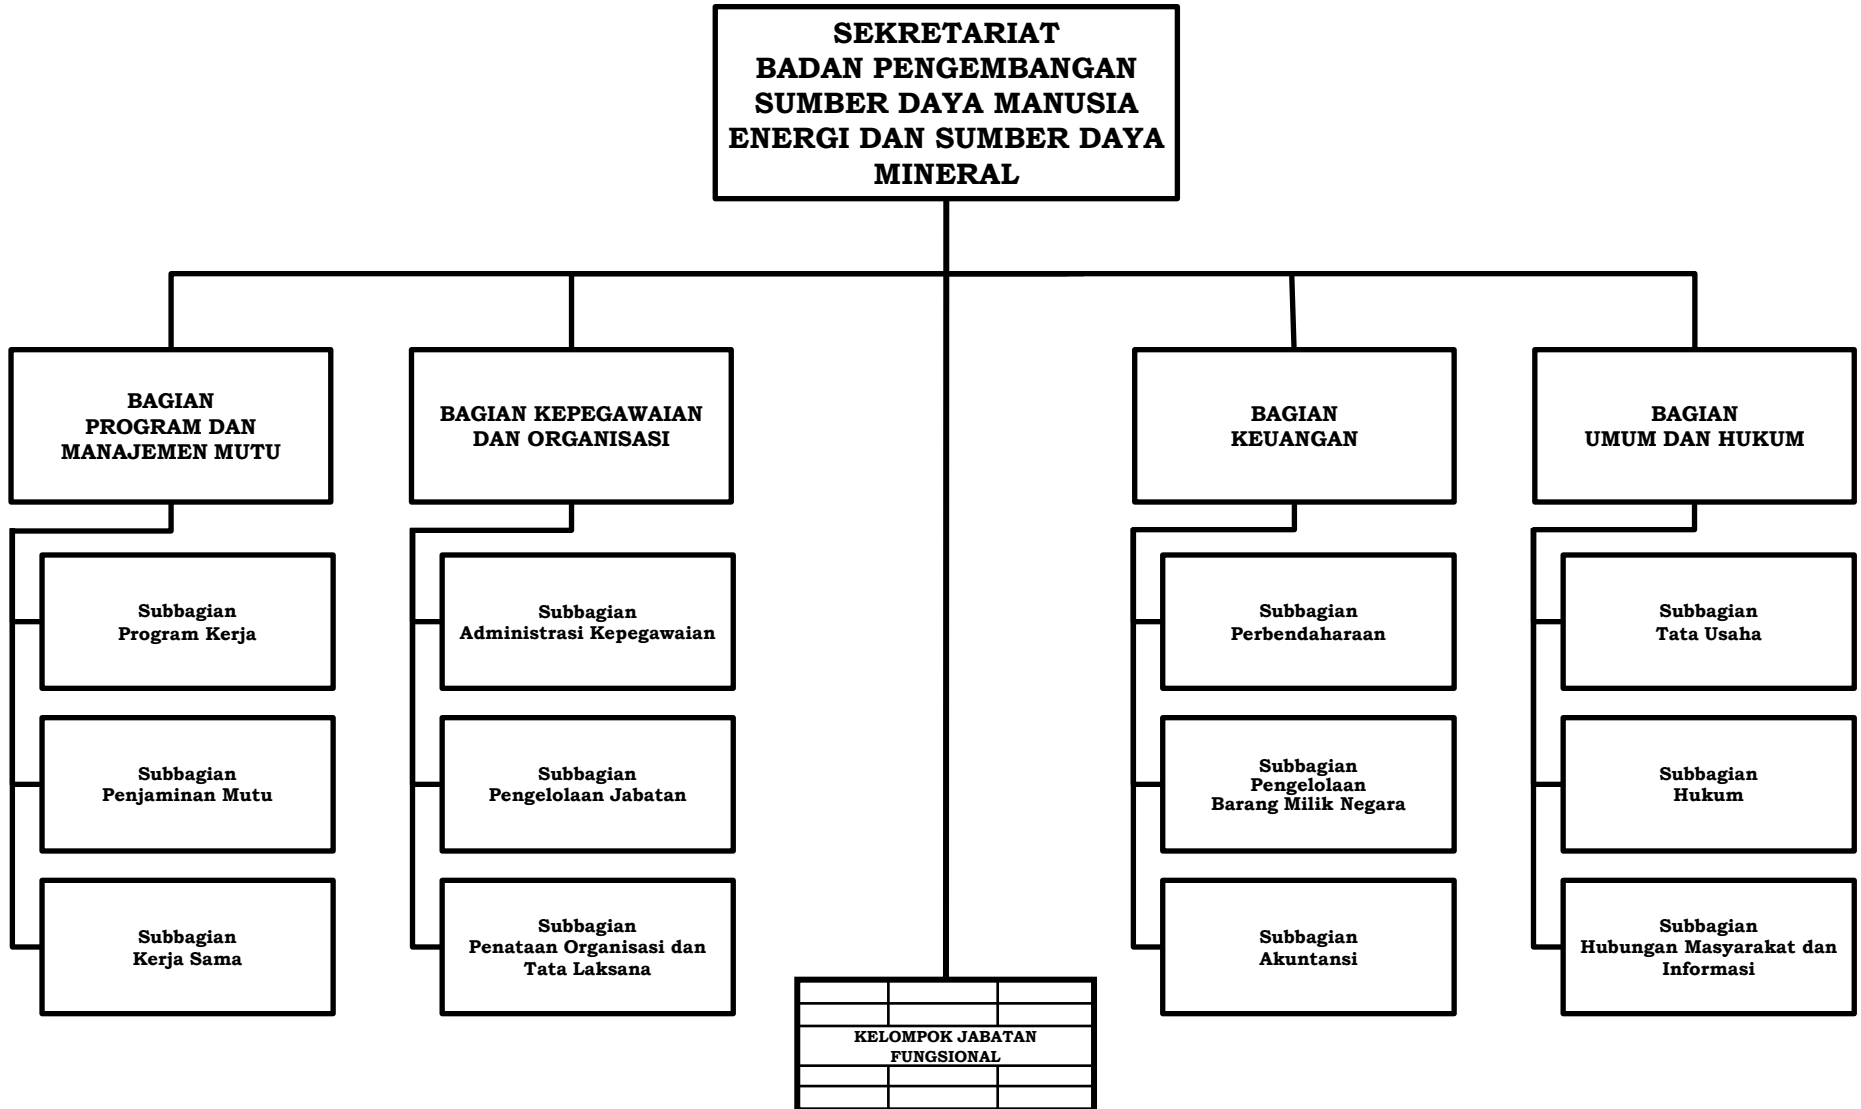 SEKRETARIAT
BADAN PENGEMBANGAN
SUMBER DAYA MANUSIA
ENERGI DAN SUMBER DAYA
MINERAL
BAGIAN
PROGRAM DAN
MANAJEMEN MUTU
BAGIAN KEPEGAWAIAN
DAN ORGANISASI
BAGIAN
KEUANGAN
BAGIAN
UMUM DAN HUKUM
Subbagian
Program Kerja
Subbagian
Administrasi Kepegawaian
Subbagian
Perbendaharaan
Subbagian
Tata Usaha
Subbagian
Penjaminan Mutu
Subbagian
Pengelolaan Jabatan
Subbagian
Pengelolaan
Barang Milik Negara
Subbagian
Hukum
Subbagian
Kerja Sama
Subbagian
Penataan Organisasi dan
Tata Laksana
Subbagian
Akuntansi
Subbagian
Hubungan Masyarakat dan
Informasi
KELOMPOK JABATAN
FUNGSIONAL